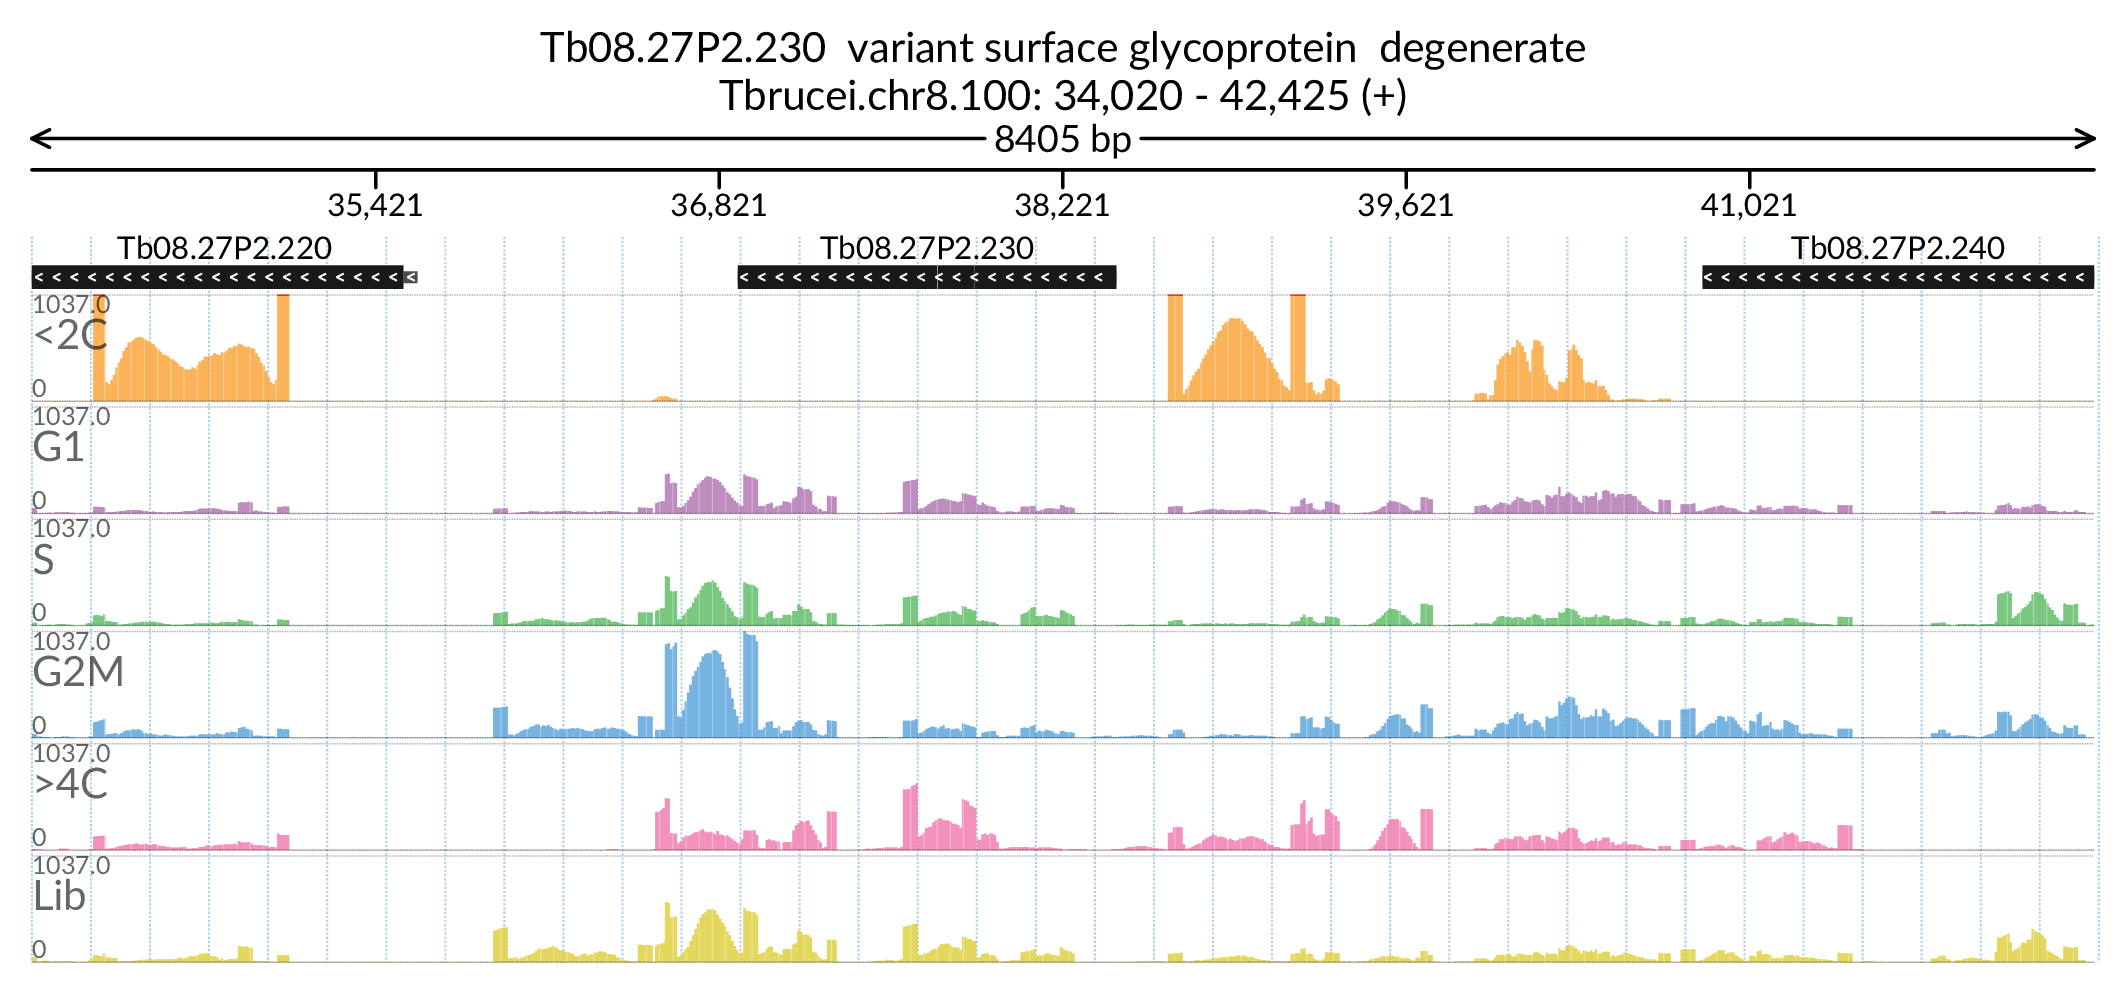 Tb08.27P2.230 variant surface glycoprotein degenerate
Tbrucei.chr8.100: 34,020 - 42,425 (+)
8405 bp
35,421 36,821 38,221 39,621 41,021
Tb08.27P2.220 Tb08.27P2.230 Tb08.27P2.240
1037.0
<2C
0
1037.0
G1
0
1037.0
S
0
1037.0
G2M
0
1037.0
>4C
0
1037.0
Lib
0